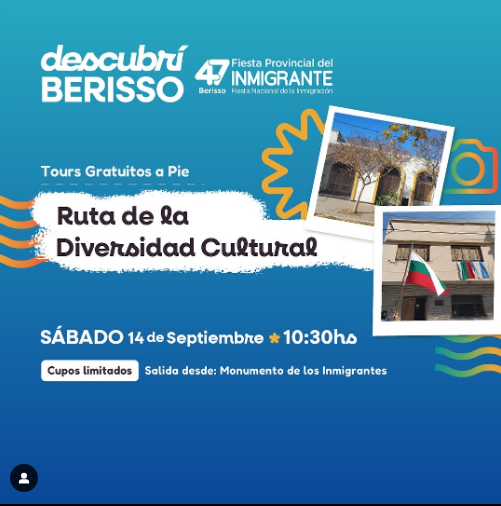 descubrí
BERISSO
47
Berisso
Fiesta Provincial del
INMIGRANTE
Fiesta Nacional de la Inmigración
Tours Gratuitos a Pie
Ruta de la
Diversidad Cultural
SÁBADO 14 de Septiembre 10:30hs
Cupos limitados Salida desde: Monumento de los Inmigrantes